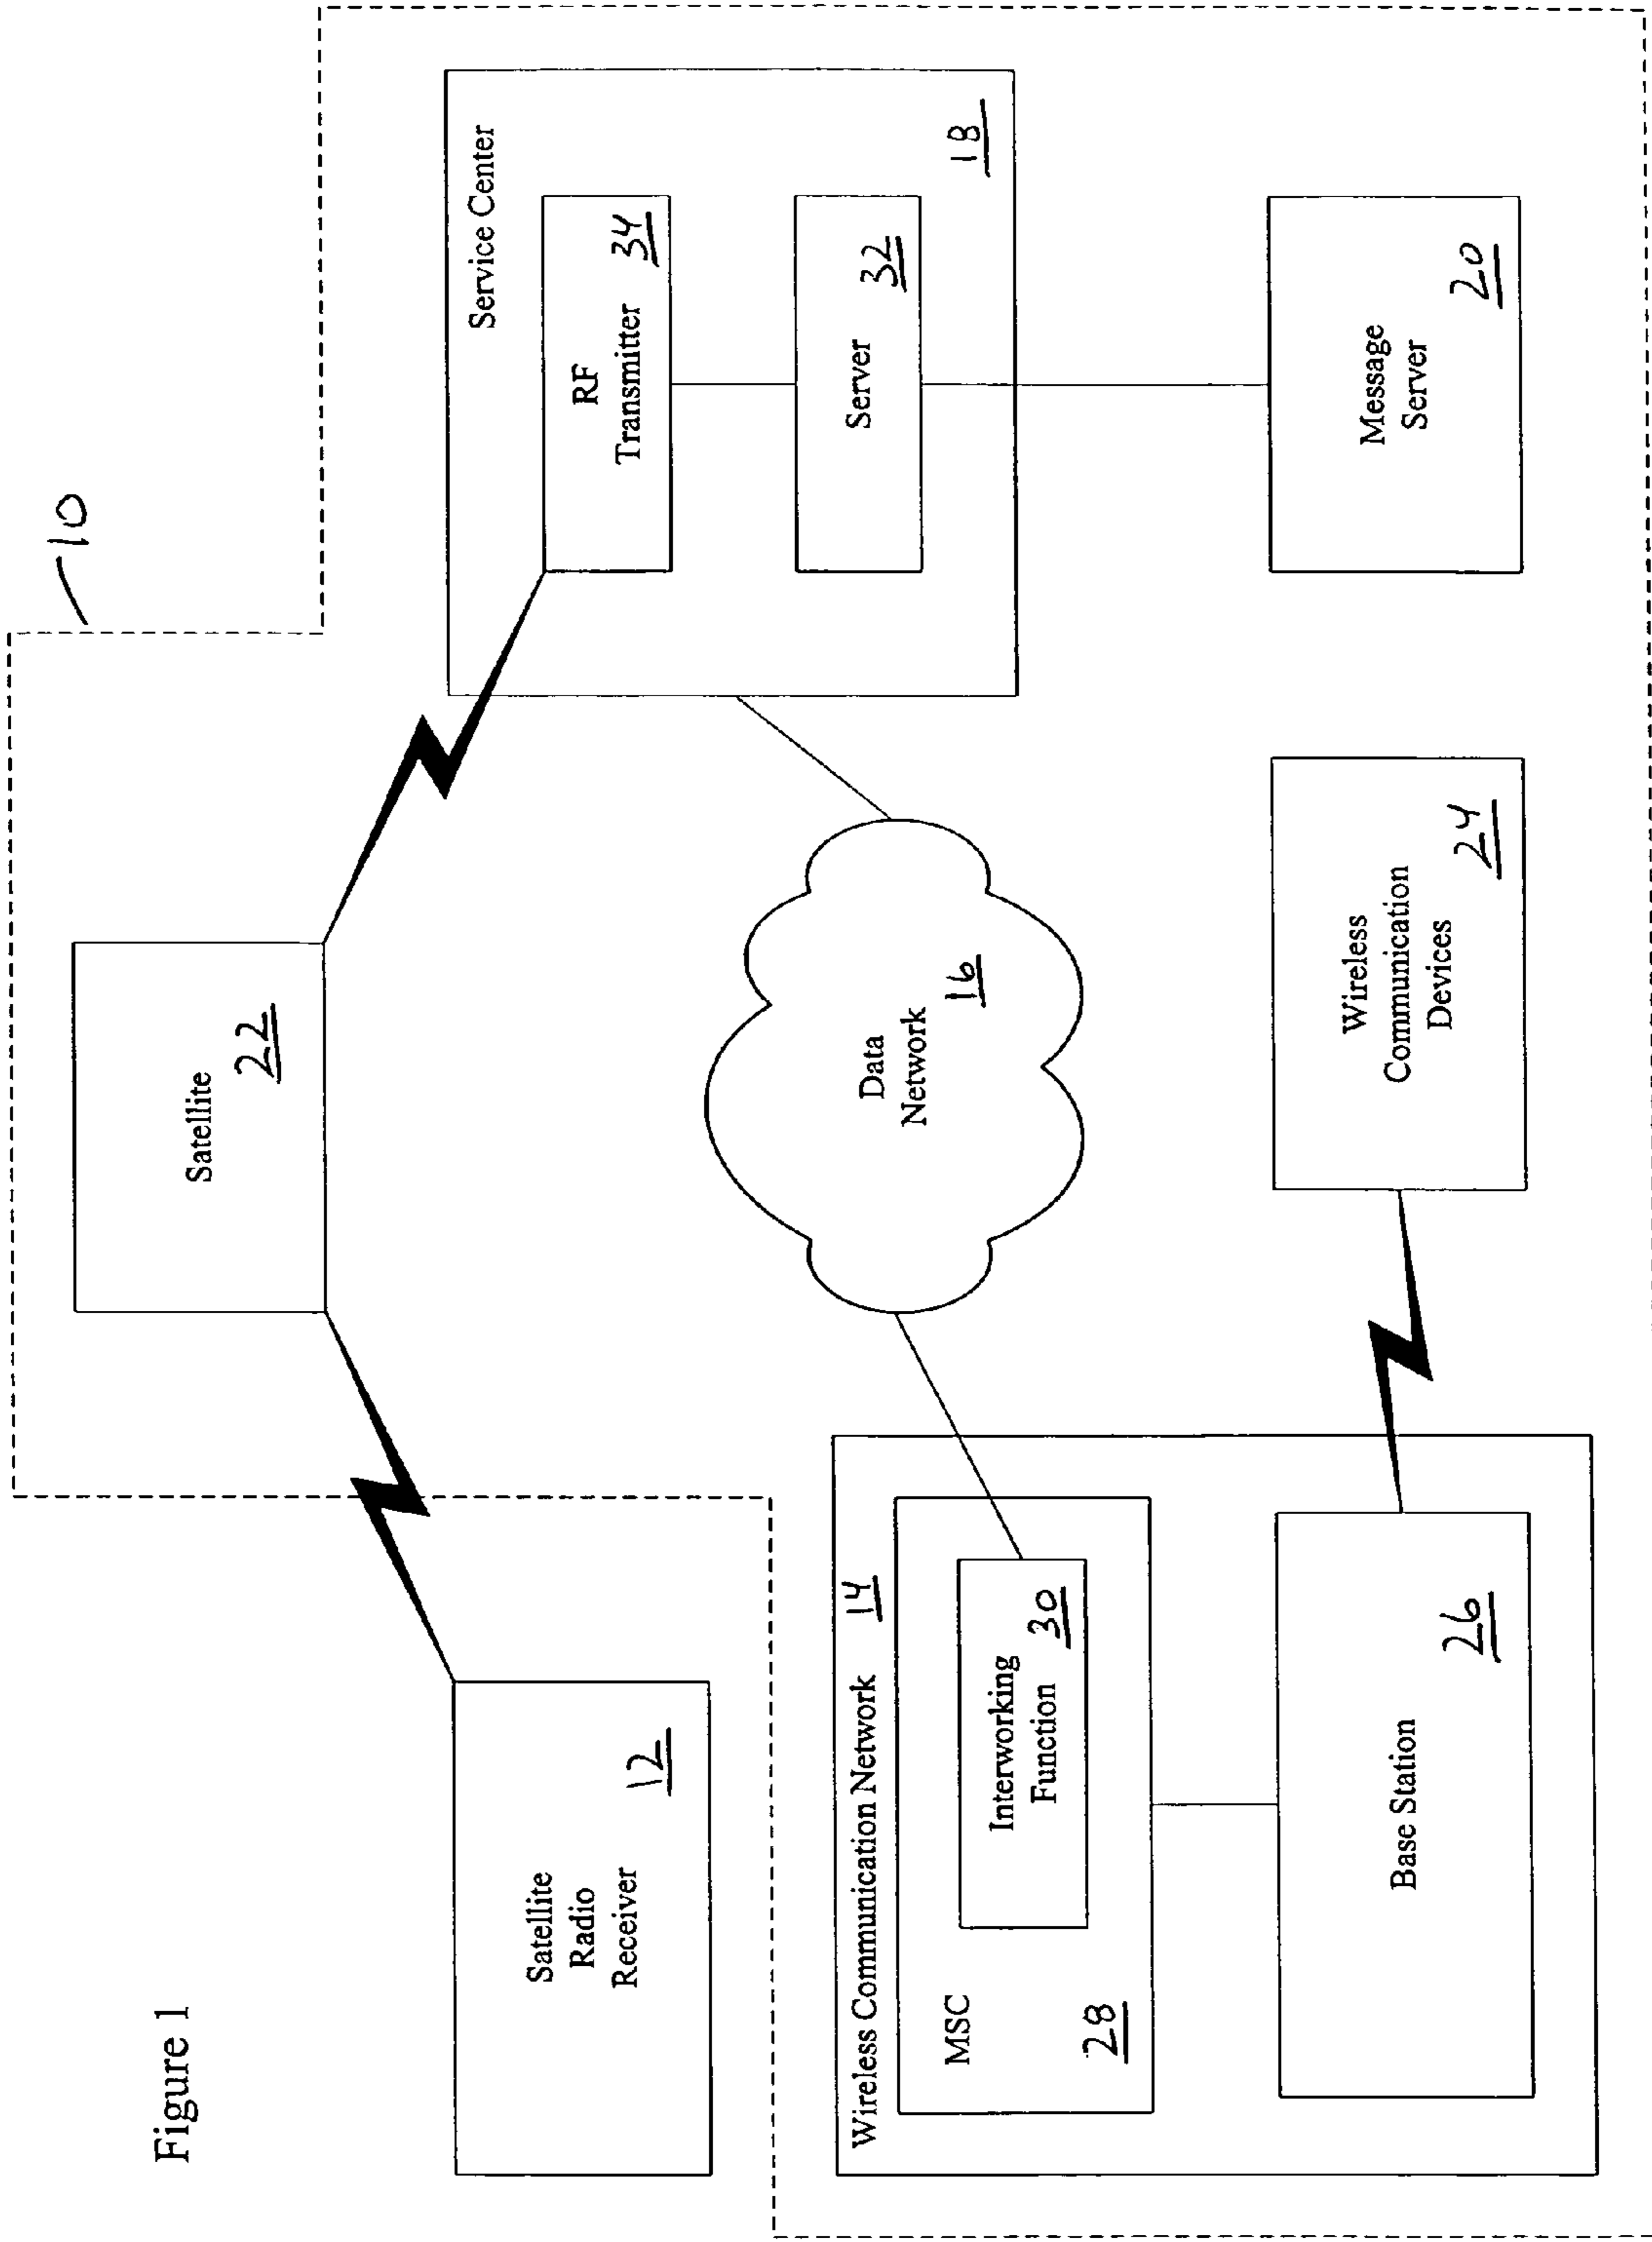 Figure 1
10
Satellite
22
Satellite
Radio
Receiver
12
Service Center
RF
Transmitter
34
Server
32
18
Data
Network
16
Wireless Communication Network
14
MSC
28
Interworking
Function
30
Base Station
26
Wireless
Communication
Devices
24
Message
Server
20